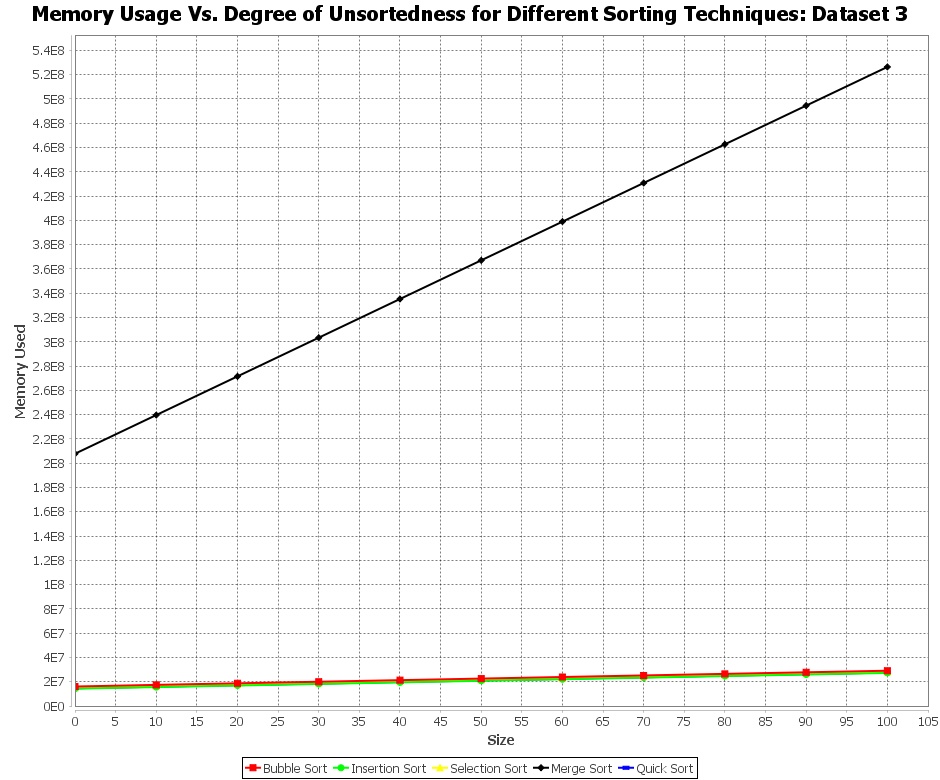 Memory Usage Vs. Degree of Unsortedness for Different Sorting Techniques: Dataset 3
5.4E8
5.2E8
5E8
4.8E8
4.6E8
4.4E8
4.2E8
4E8
3.8E8
3.6E8
3.4E8
3.2E8
3E8
2.8E8
2.6E8
2.4E8
2.2E8
2E8
1.8E8
1.6E8
1.4E8
1.2E8
1E8
8E7
6E7
4E7
2E7
0E0
Memory Used
0 5 10 15 20 25 30 35 40 45 50 55 60 65 70 75 80 85 90 95 100 105
Size
Bubble Sort Insertion Sort Selection Sort Merge Sort Quick Sort